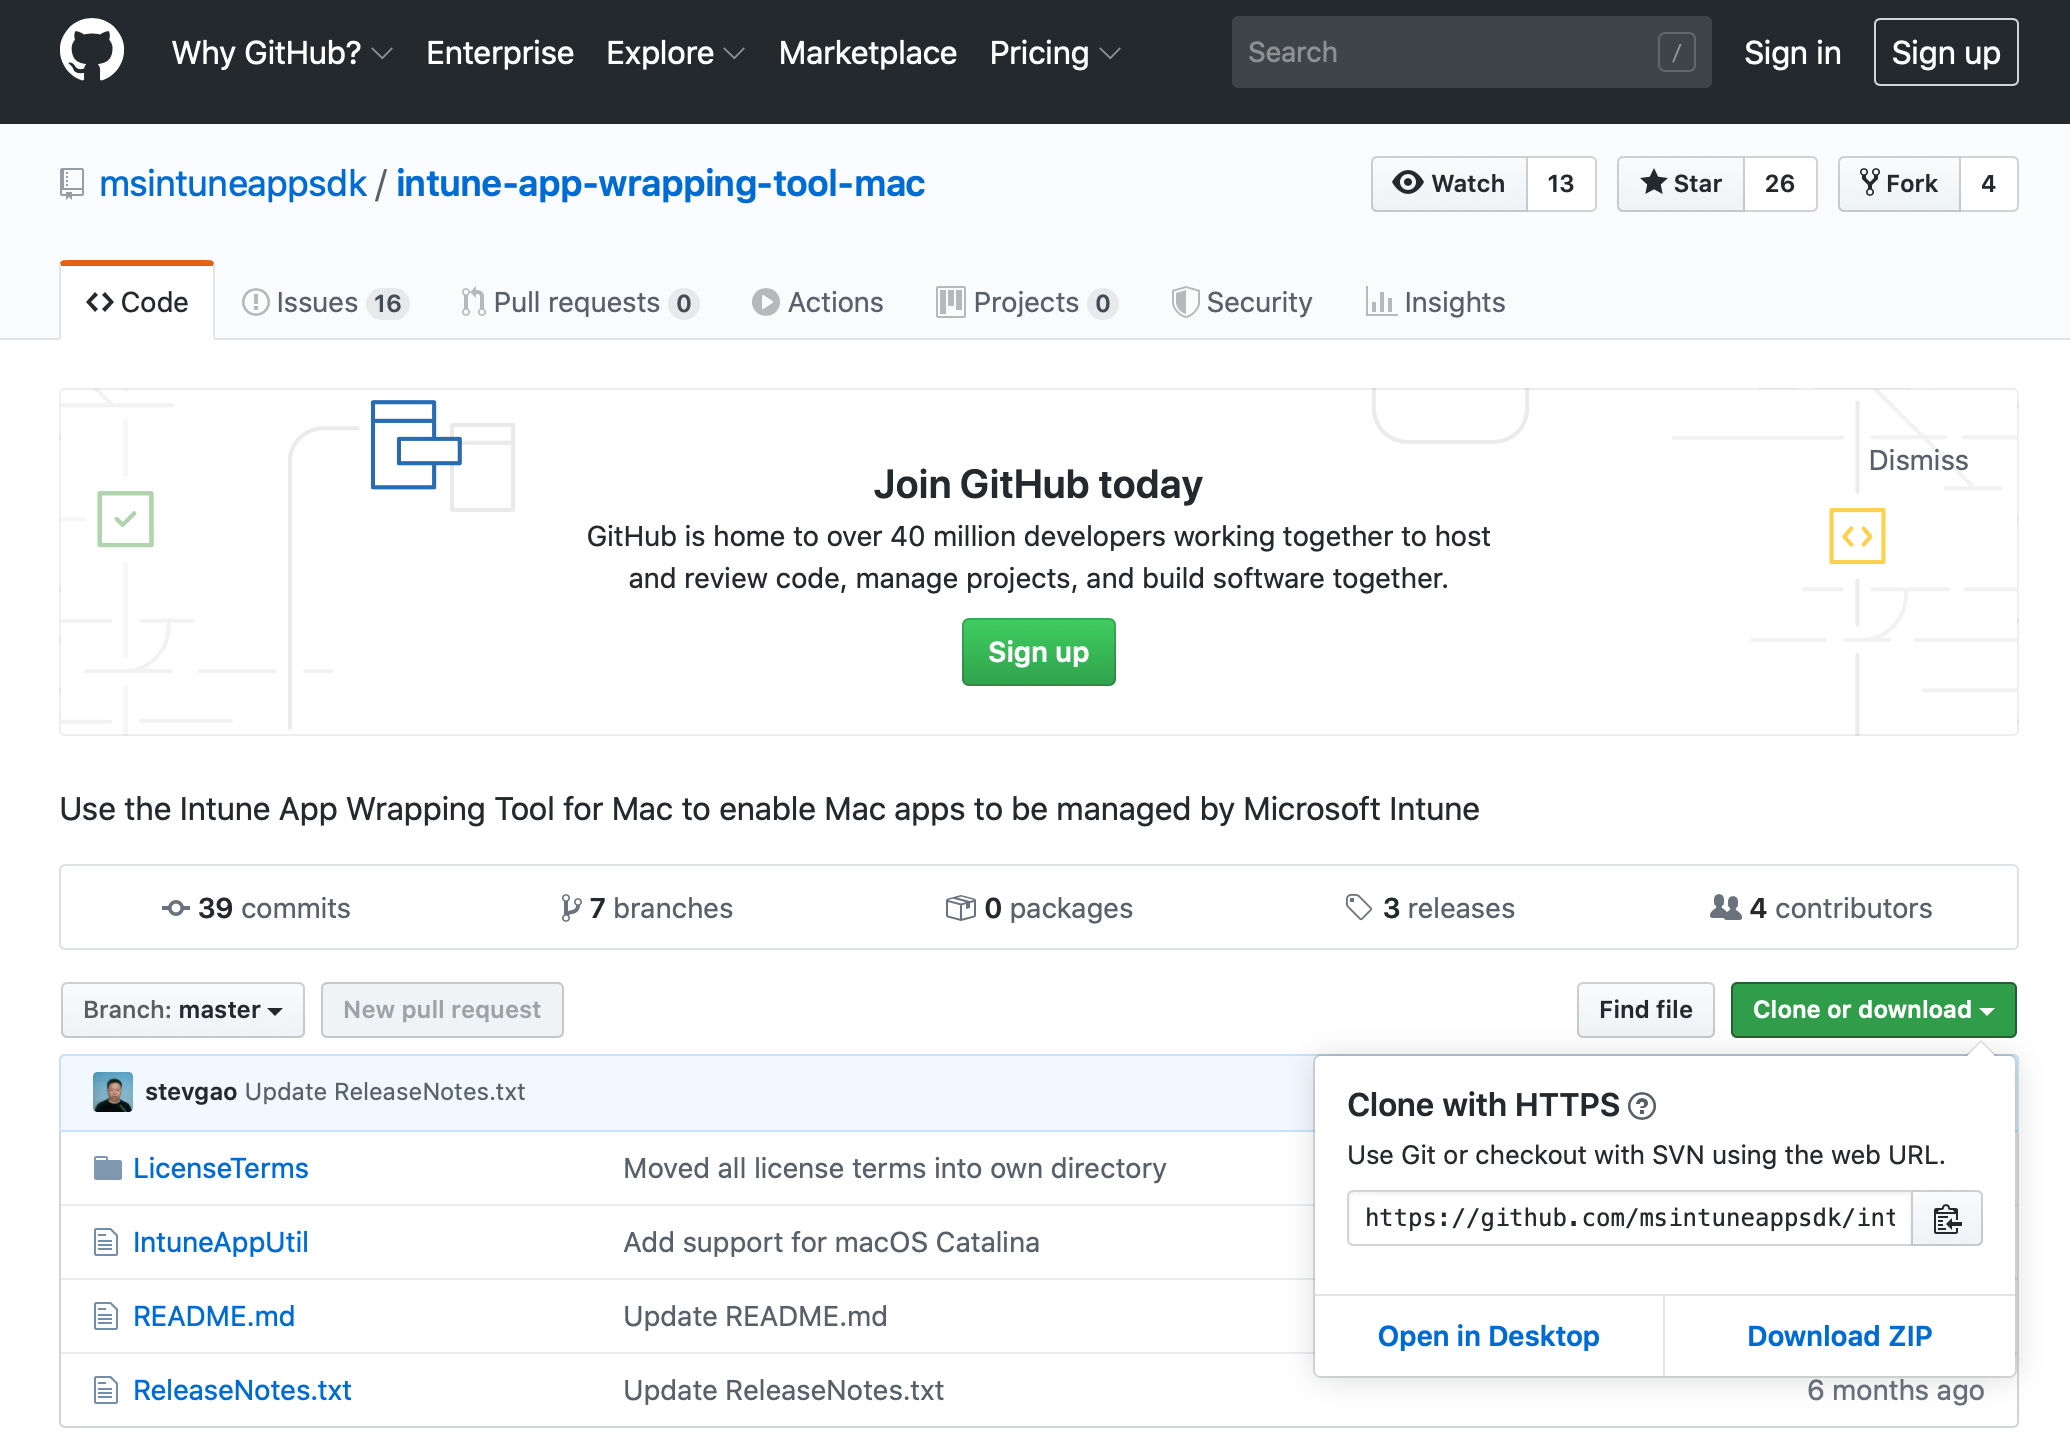 Why GitHub? Enterprise Explore Marketplace Pricing Search / Sign in Sign up
msintuneappsdk / intune-app-wrapping-tool-mac Watch 13 Star 26 Fork 4
Code Issues 16 Pull requests 0 Actions Projects 0 Security Insights
Dismiss
Join GitHub today
GitHub is home to over 40 million developers working together to host
and review code, manage projects, and build software together.
Sign up
Use the Intune App Wrapping Tool for Mac to enable Mac apps to be managed by Microsoft Intune
39 commits 7 branches 0 packages 3 releases 4 contributors
Branch: master New pull request Find file Clone or download
stevgao Update ReleaseNotes.txt
LicenseTerms Moved all license terms into own directory
IntuneAppUtil Add support for macOS Catalina
README.md Update README.md
ReleaseNotes.txt Update ReleaseNotes.txt 6 months ago
Clone with HTTPS ?
Use Git or checkout with SVN using the web URL.
https://github.com/msintuneappsdk/int
Open in Desktop Download ZIP